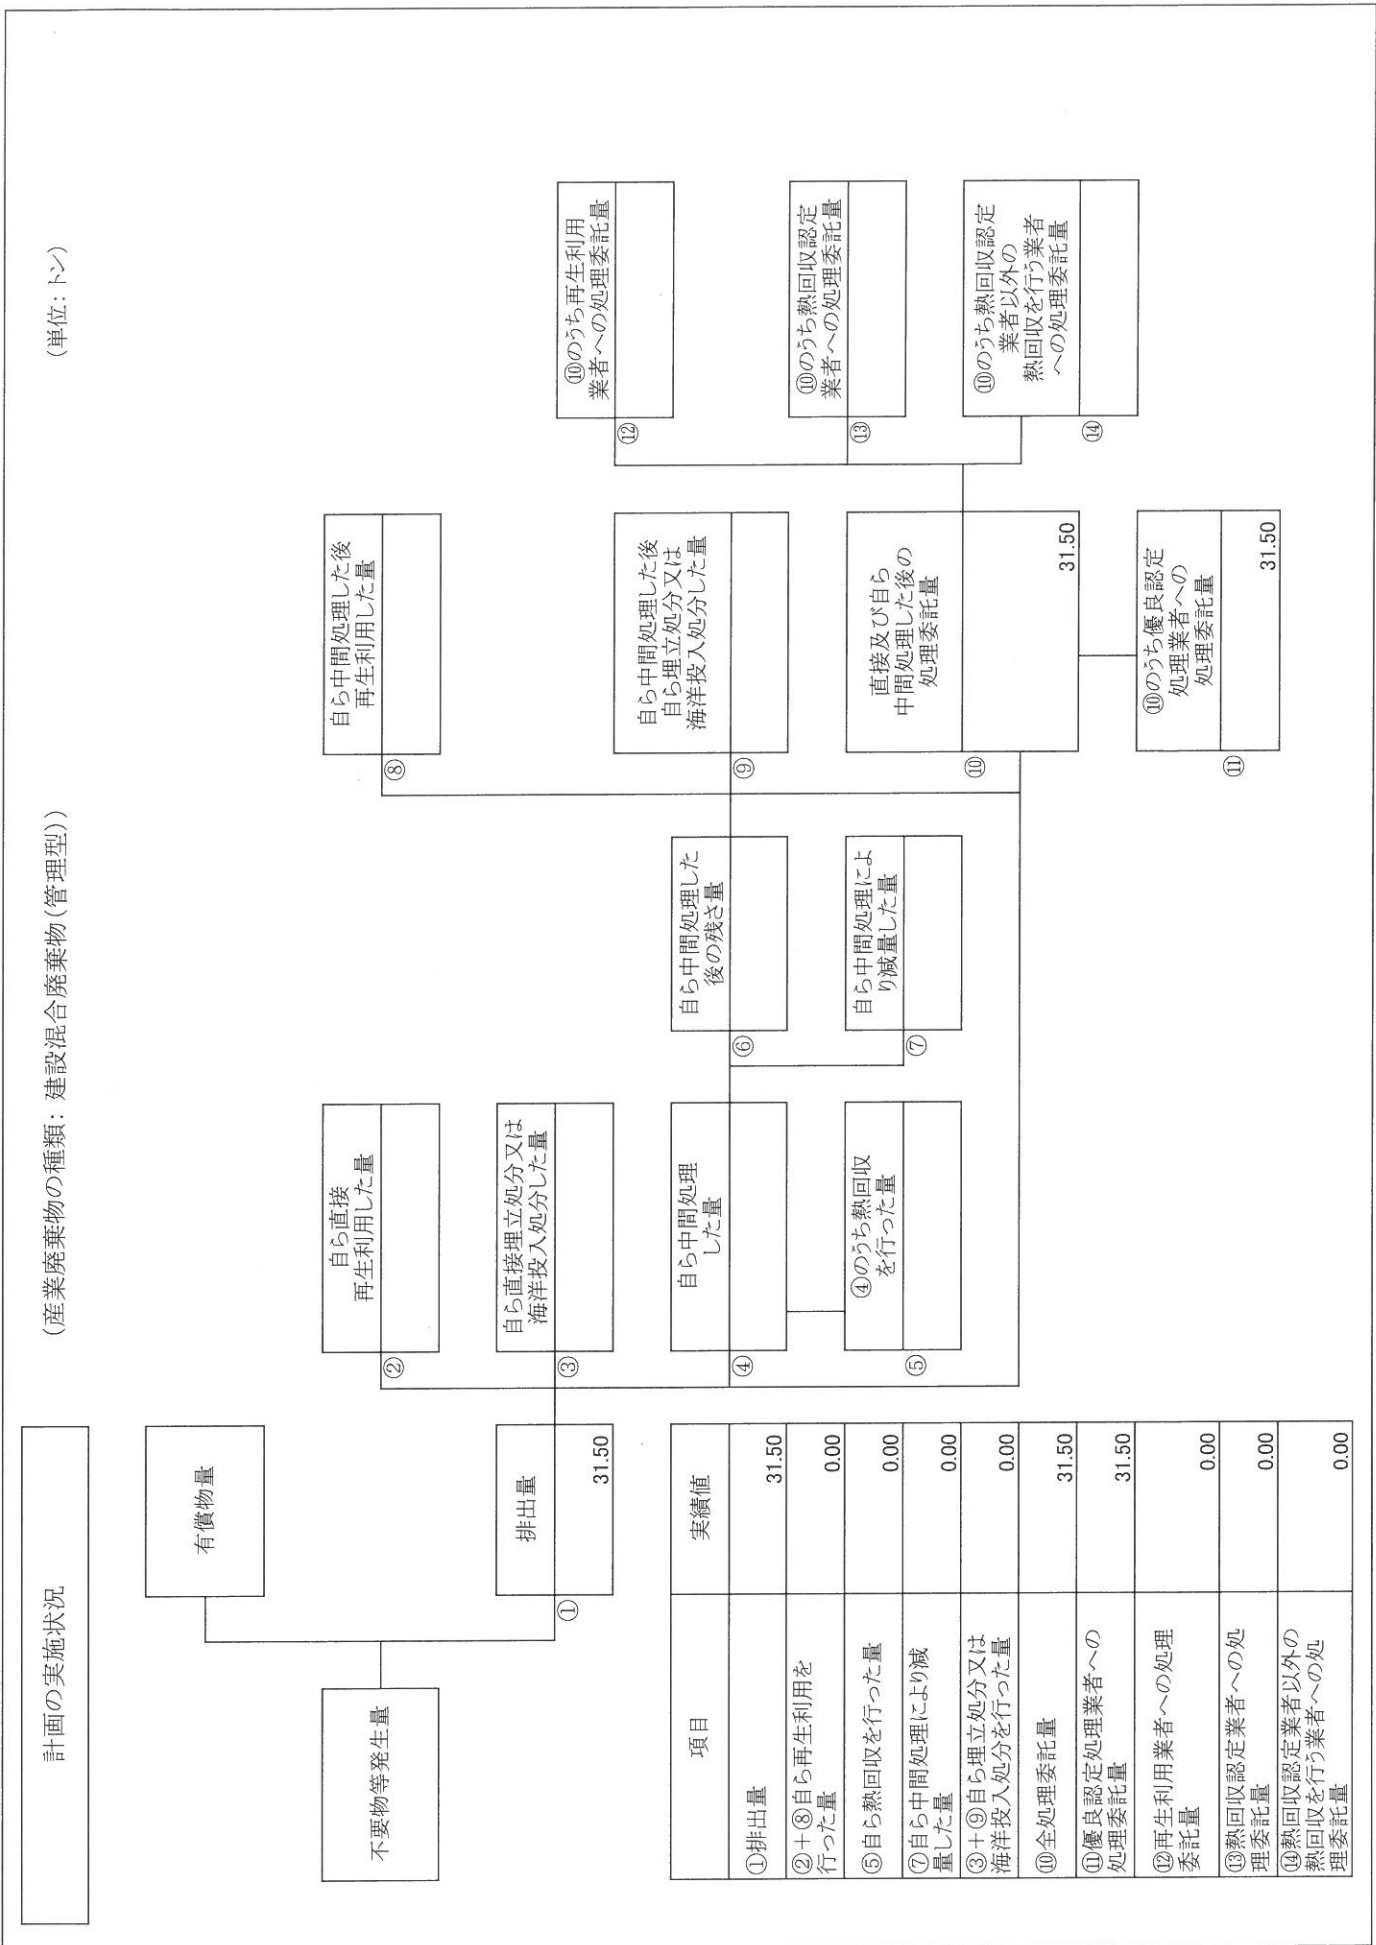 計画の実施状況
(産業廃棄物の種類: 建設混合廃棄物(管理型))
(単位:トン)
不要物等発生量
有償物量
①
排出量
31.50
②
自ら直接
再生利用した量
③
自ら直接埋立処分又は
海洋投入処分した量
④
自ら中間処理
した量
⑤
④のうち熱回収
を行った量
⑥
自ら中間処理した
後の残さ量
⑦
自ら中間処理によ
り減量した量
⑧
自ら中間処理した後
再生利用した量
⑨
自ら中間処理した後
自ら埋立処分又は
海洋投入処分した量
⑩
直接及び自ら
中間処理した後の
処理委託量
31.50
⑪
⑩のうち優良認定
処理業者への
処理委託量
31.50
⑫
⑩のうち再生利用
業者への処理委託量
⑬
⑩のうち熱回収認定
業者への処理委託量
⑭
⑩のうち熱回収認定
業者以外の
熱回収を行う業者
への処理委託量
項目
実績値
①排出量
31.50
②+⑧自ら再生利用を
行った量
0.00
⑤自ら熱回収を行った量
0.00
⑦自ら中間処理により減
量した量
0.00
③+⑨自ら埋立処分又は
海洋投入処分を行った量
0.00
⑩全処理委託量
31.50
⑪優良認定処理業者への
処理委託量
31.50
⑫再生利用業者への処理
委託量
0.00
⑬熱回収認定業者への処
理委託量
0.00
⑭熱回収認定業者以外の
熱回収を行う業者への処
理委託量
0.00